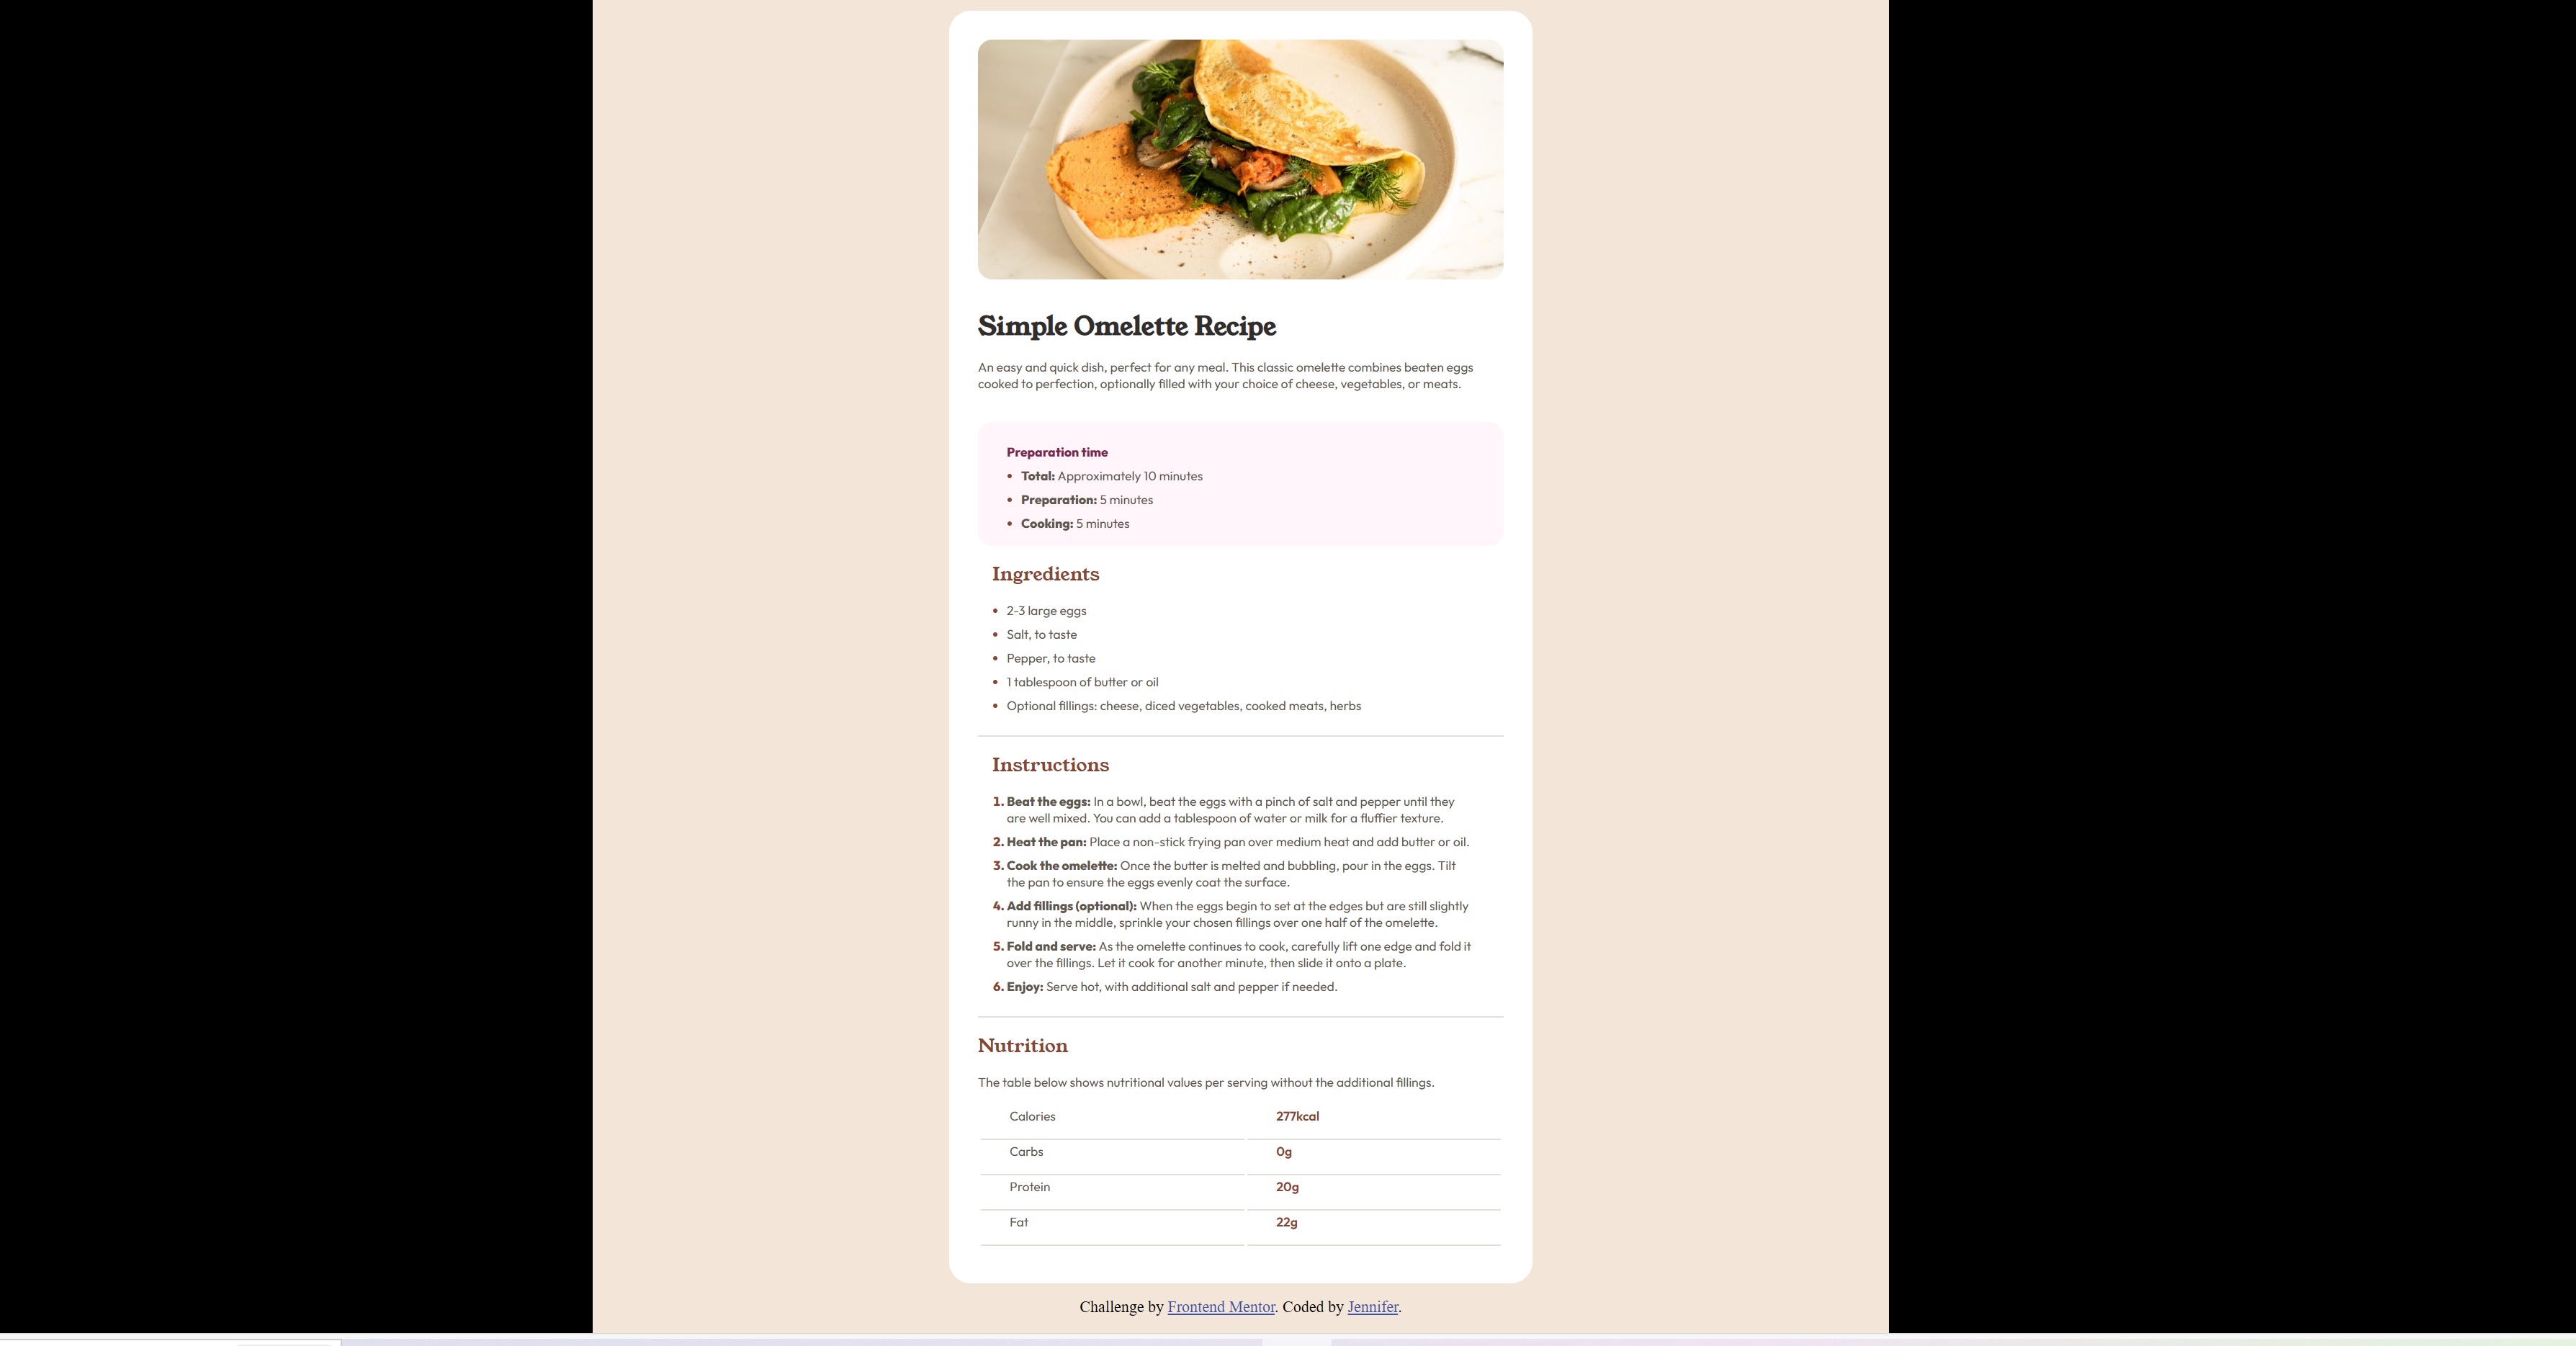 Simple Omelette Recipe
An easy and quick dish, perfect for any meal. This classic omelette combines beaten eggs
cooked to perfection, optionally filled with your choice of cheese, vegetables, or meats.
Preparation time
• Total: Approximately 10 minutes
• Preparation: 5 minutes
• Cooking: 5 minutes
Ingredients
• 2-3 large eggs
• Salt, to taste
• Pepper, to taste
• 1 tablespoon of butter or oil
• Optional fillings: cheese, diced vegetables, cooked meats, herbs
Instructions
1. Beat the eggs: In a bowl, beat the eggs with a pinch of salt and pepper until they
are well mixed. You can add a tablespoon of water or milk for a fluffier texture.
2. Heat the pan: Place a non-stick frying pan over medium heat and add butter or oil.
3. Cook the omelette: Once the butter is melted and bubbling, pour in the eggs. Tilt
the pan to ensure the eggs evenly coat the surface.
4. Add fillings (optional): When the eggs begin to set at the edges but are still slightly
runny in the middle, sprinkle your chosen fillings over one half of the omelette.
5. Fold and serve: As the omelette continues to cook, carefully lift one edge and fold it
over the fillings. Let it cook for another minute, then slide it onto a plate.
6. Enjoy: Serve hot, with additional salt and pepper if needed.
Nutrition
The table below shows nutritional values per serving without the additional fillings.
Calories 277kcal
Carbs 0g
Protein 20g
Fat 22g
Challenge by Frontend Mentor. Coded by Jennifer.